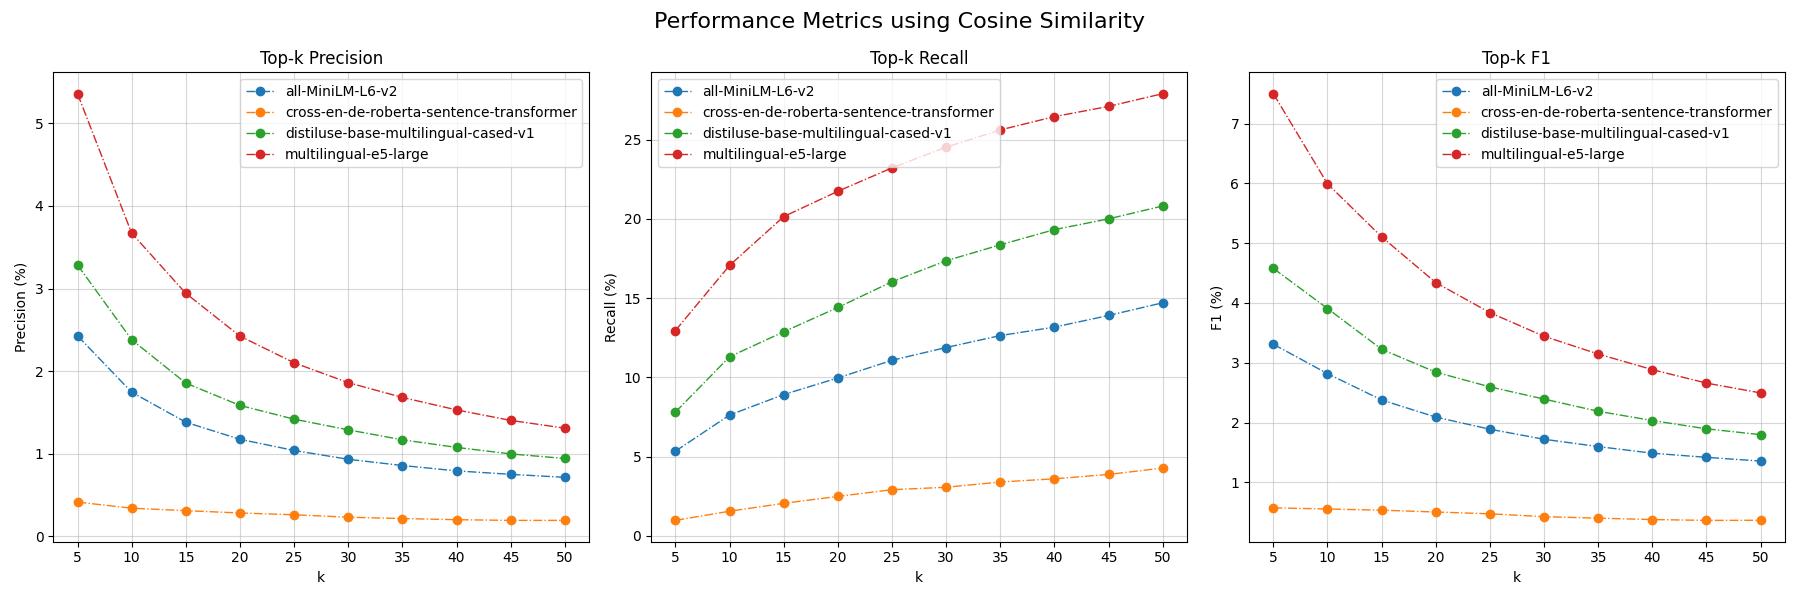 Performance Metrics using Cosine Similarity
Top-k Precision
all-MiniLM-L6-v2
cross-en-de-roberta-sentence-transformer
distiluse-base-multilingual-cased-v1
multilingual-e5-large
Precision (%)
5
4
3
2
1
0
5 10 15 20 25 30 35 40 45 50
k
Top-k Recall
all-MiniLM-L6-v2
cross-en-de-roberta-sentence-transformer
distiluse-base-multilingual-cased-v1
multilingual-e5-large
Recall (%)
25
20
15
10
5
0
5 10 15 20 25 30 35 40 45 50
k
Top-k F1
all-MiniLM-L6-v2
cross-en-de-roberta-sentence-transformer
distiluse-base-multilingual-cased-v1
multilingual-e5-large
F1 (%)
7
6
5
4
3
2
1
5 10 15 20 25 30 35 40 45 50
k